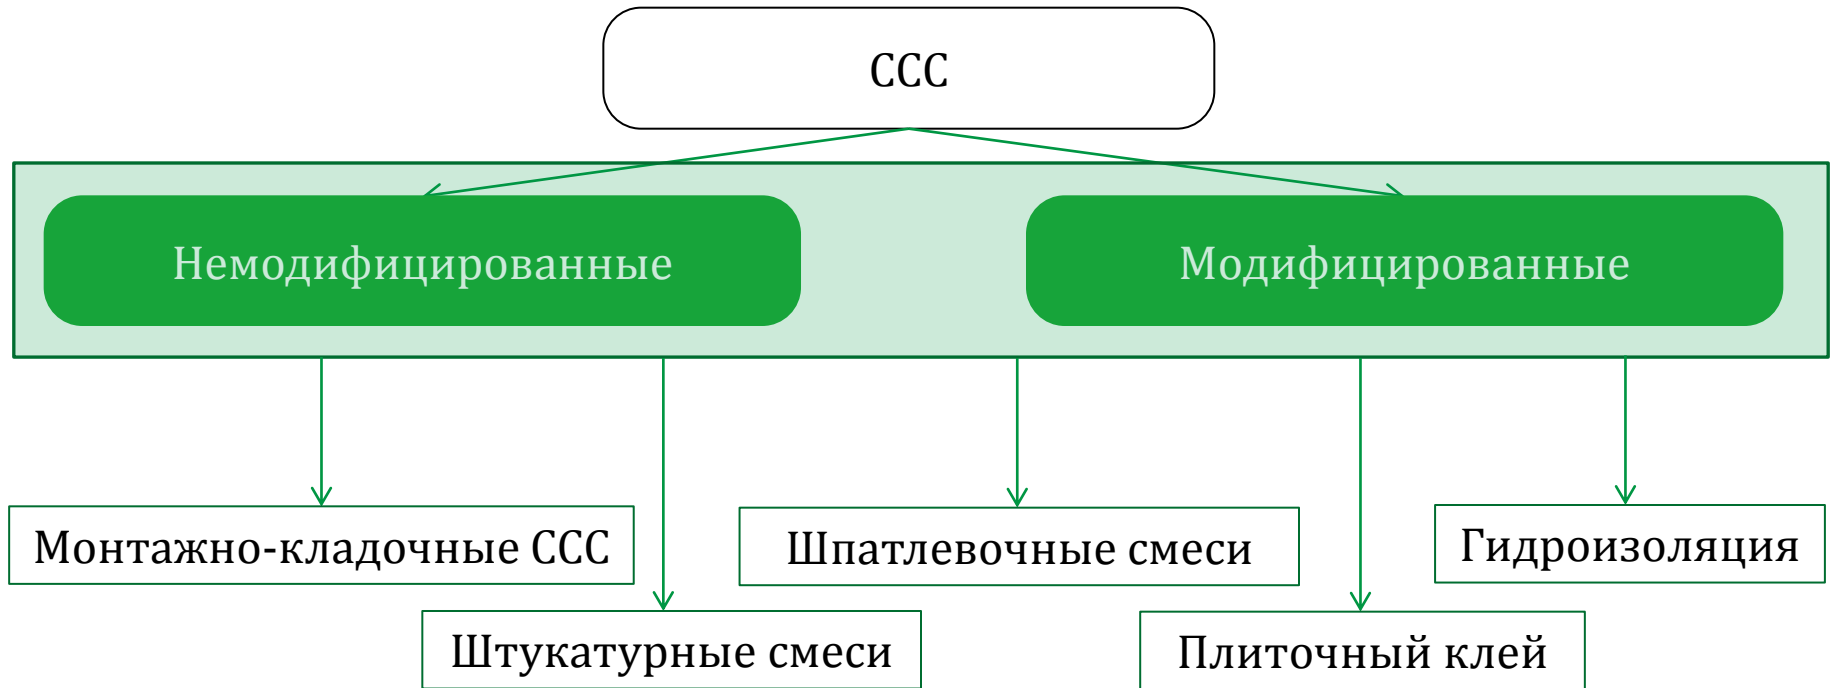 ССС
Немодифицированные
Модифицированные
Монтажно-кладочные ССС
Шпатлевочные смеси
Гидроизоляция
Штукатурные смеси
Плиточный клей